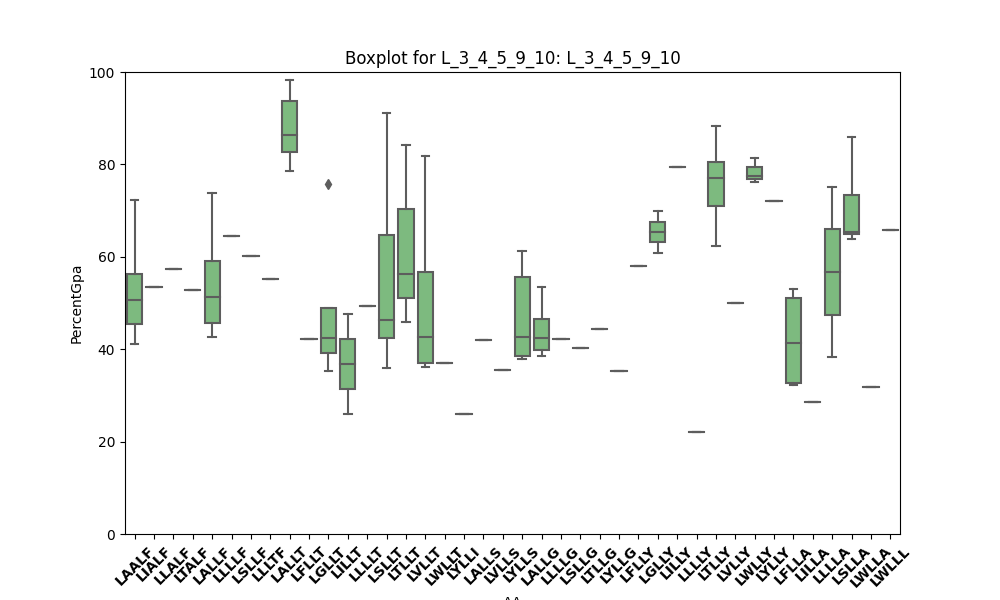 Boxplot for L_3_4_5_9_10: L_3_4_5_9_10
PercentGpa
100
80
60
40
20
0
LAALF
LIALF
LLALF
LTALF
LALLF
LLLLF
LSLLF
LLLTF
LALLT
LFLLT
LGLLT
LILLT
LLLLT
LSLLT
LTLLT
LVLLT
LWLLT
LYLLI
LALLS
LVLLS
LYLLS
LALLG
LLLLG
LSLLG
LTLLG
LYLLG
LFLLY
LGLLY
LILLY
LLLLY
LTLLY
LVLLY
LWLLY
LYLLY
LFLLA
LILLA
LLLLA
LSLLA
LWLLA
LWLLL
AA